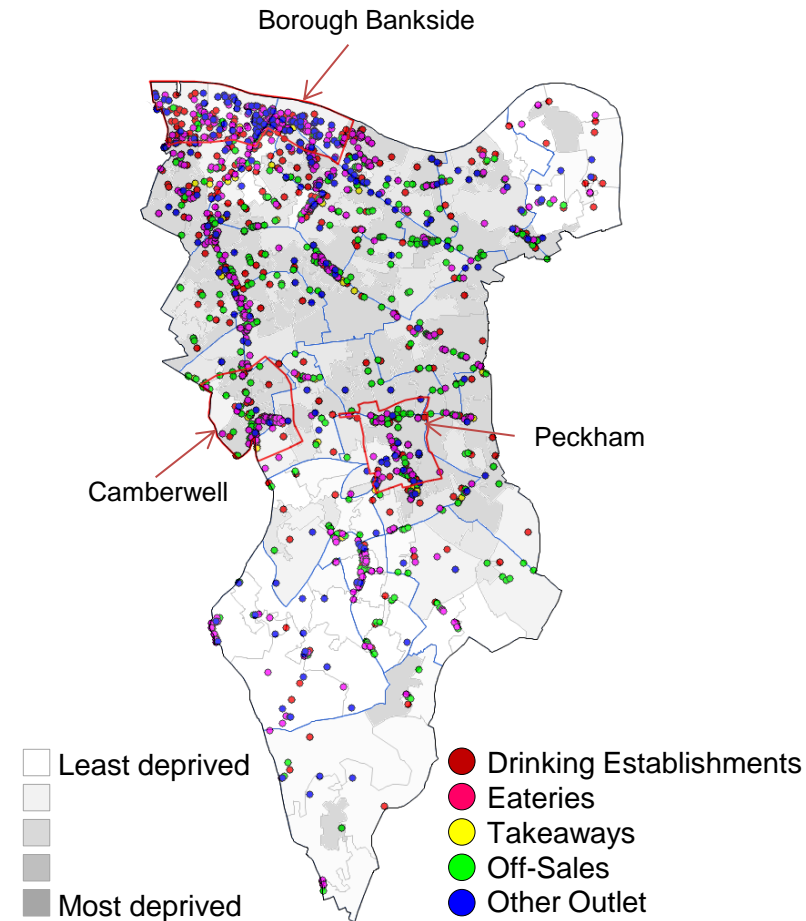 Borough Bankside
Peckham
Camberwell
Least deprived
Most deprived
Drinking Establishments
Eateries
Takeaways
Off-Sales
Other Outlet